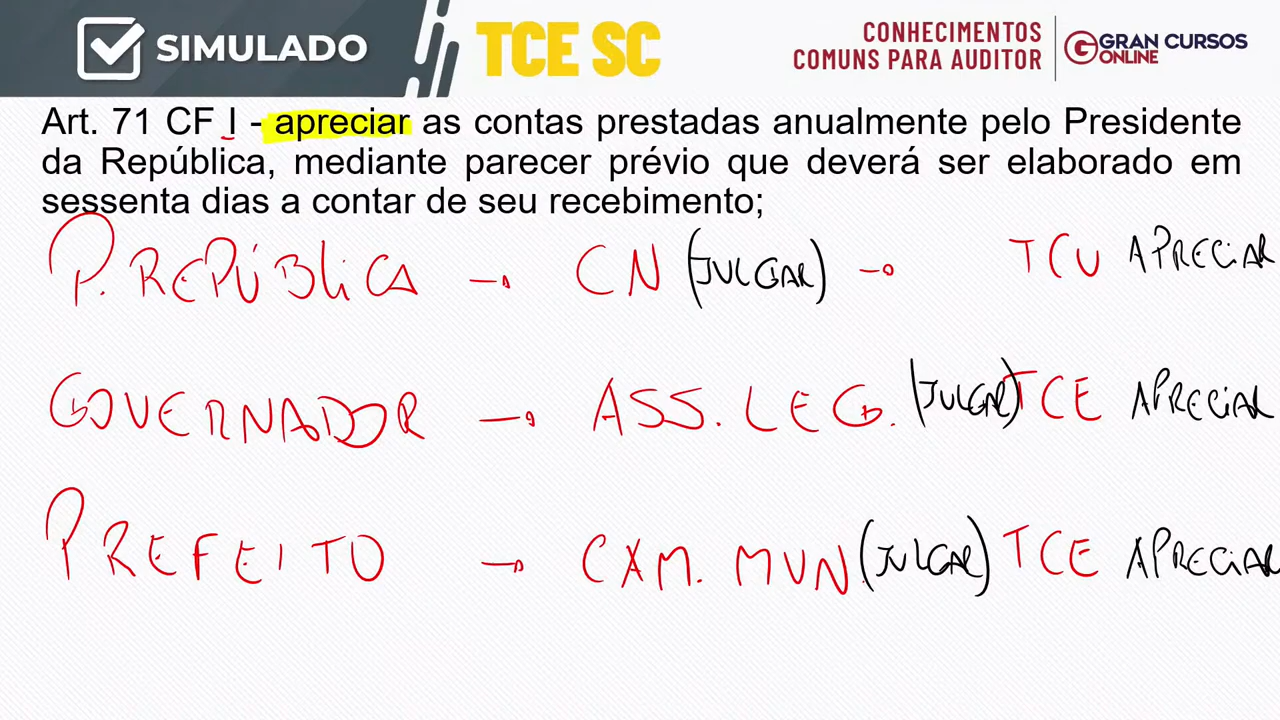 SIMULADO
TCE SC
CONHECIMENTOS
COMUNS PARA AUDITOR
GRAN CURSOS
ONLINE
Art. 71 CF I - apreciar as contas prestadas anualmente pelo Presidente
da República, mediante parecer prévio que deverá ser elaborado em
sessenta dias a contar de seu recebimento;
P. REPÚBLICA → CN (JULGAR) → TCU APRECIAR
GOVERNADOR → ASS. LEG. (JULGAR) TCE APRECIAR
PREFEITO → CAM. MUN. (JULGAR) TCE APRECIAR